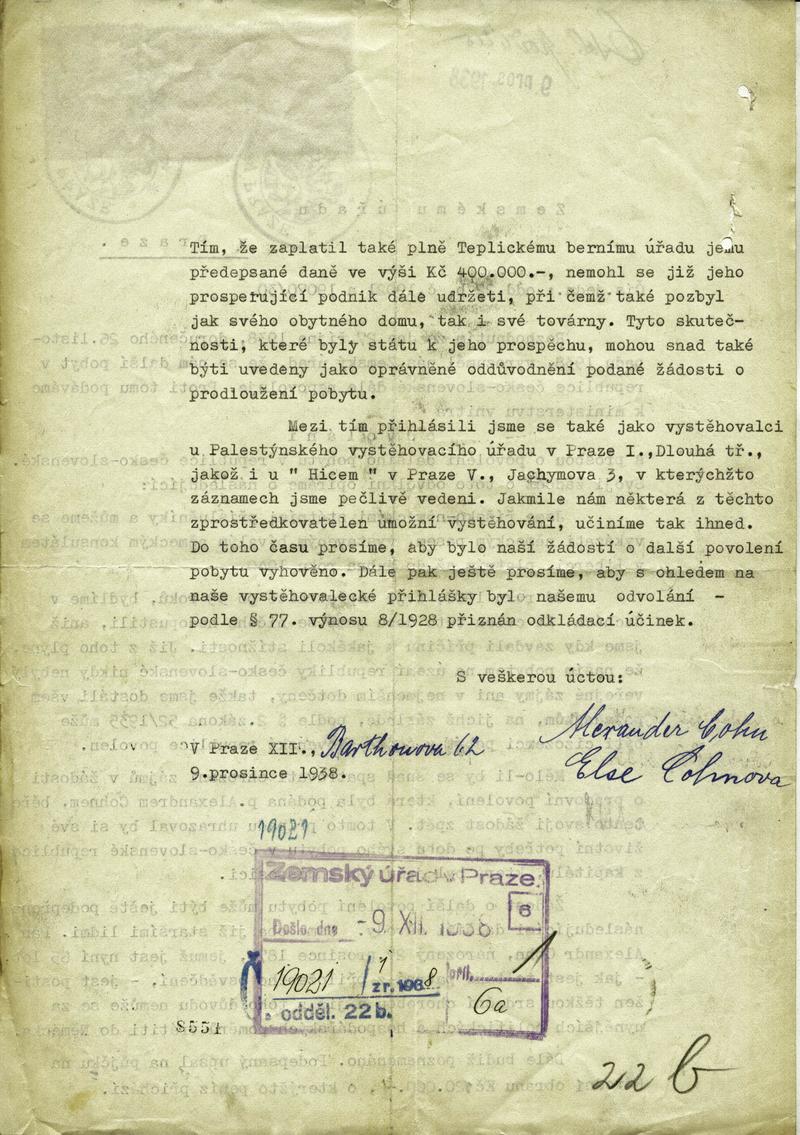 Tím, že zaplatil také plně Teplickému bernímu úřadu jemu
předepsané daně ve výši Kč 400.000.-, nemohl se již jeho
prosperující podnik dále udržeti, při čemž také pozbyl
jak svého obytného domu, tak i své továrny. Tyto skuteč-
nosti, které byly státu k jeho prospěchu, mohou snad také
býti uvedeny jako oprávněné oddůvodnění podané žádosti o
prodloužení pobytu.
Mezi tím přihlásili jsme se také jako vystěhovalci
u Palestýnského vystěhovacího úřadu v Praze I.,Dlouhá tř.,
jakož i u " Hicem " v Praze V., Jachymova 3, v kterýchžto
záznamech jsme pečlivě vedeni. Jakmile nám některá z těchto
zprostředkovatelen umožní vystěhování, učiníme tak ihned.
Do toho času prosíme, aby bylo naší žádostí o další povolení
pobytu vyhověno. Dále pak ještě prosíme, aby s ohledem na
naše vystěhovalecké přihlášky bylo našemu odvolání -
podle § 77. výnosu 8/1928 přiznán odkládací účinek.
S veškerou úctou:
Alexander Cohn
V Praze XII., Barthouova 62
Else Cohnova
9.prosince 1938.
19021
Zemský úřad v Praze.
6
Došlo dne -9 XII. 1938
Č 19021 / 1 zr. 1938 příl. 1
odděl. 22b. 6a
8551
22 b